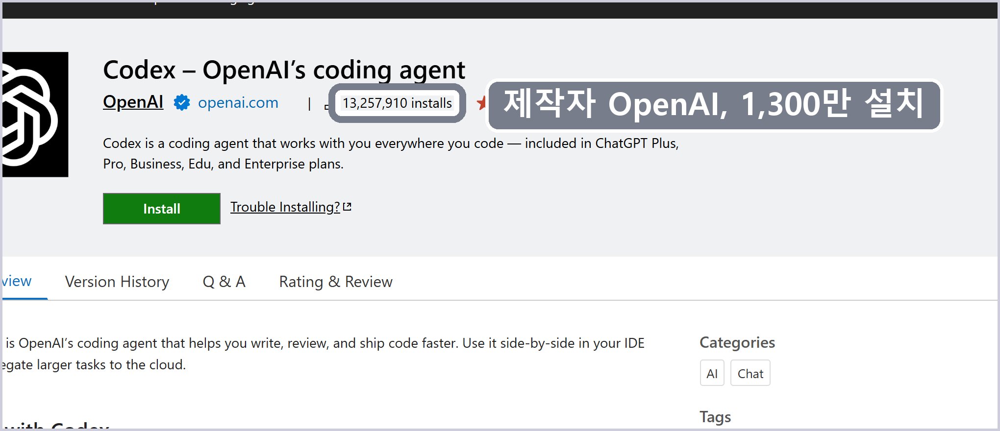 Codex – OpenAI’s coding agent
OpenAI openai.com | 13,257,910 installs
제작자 OpenAI, 1,300만 설치
Codex is a coding agent that works with you everywhere you code — included in ChatGPT Plus,
Pro, Business, Edu, and Enterprise plans.
Install Trouble Installing?
view Version History Q & A Rating & Review
is OpenAI’s coding agent that helps you write, review, and ship code faster. Use it side-by-side in your IDE
egate larger tasks to the cloud.
Categories
AI Chat
Tags
with Codex